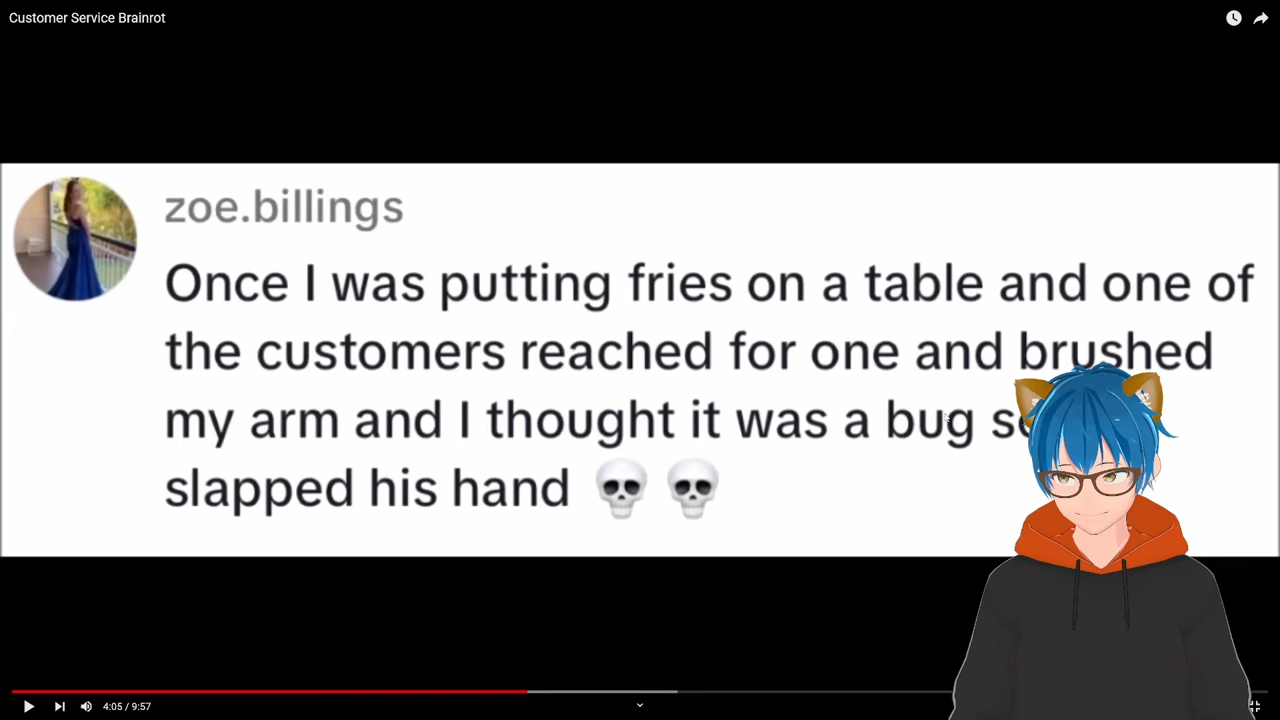 Customer Service Brainrot
zoe.billings
Once I was putting fries on a table and one of
the customers reached for one and brushed
my arm and I thought it was a bug
slapped his hand 💀 💀
4:05 / 9:57